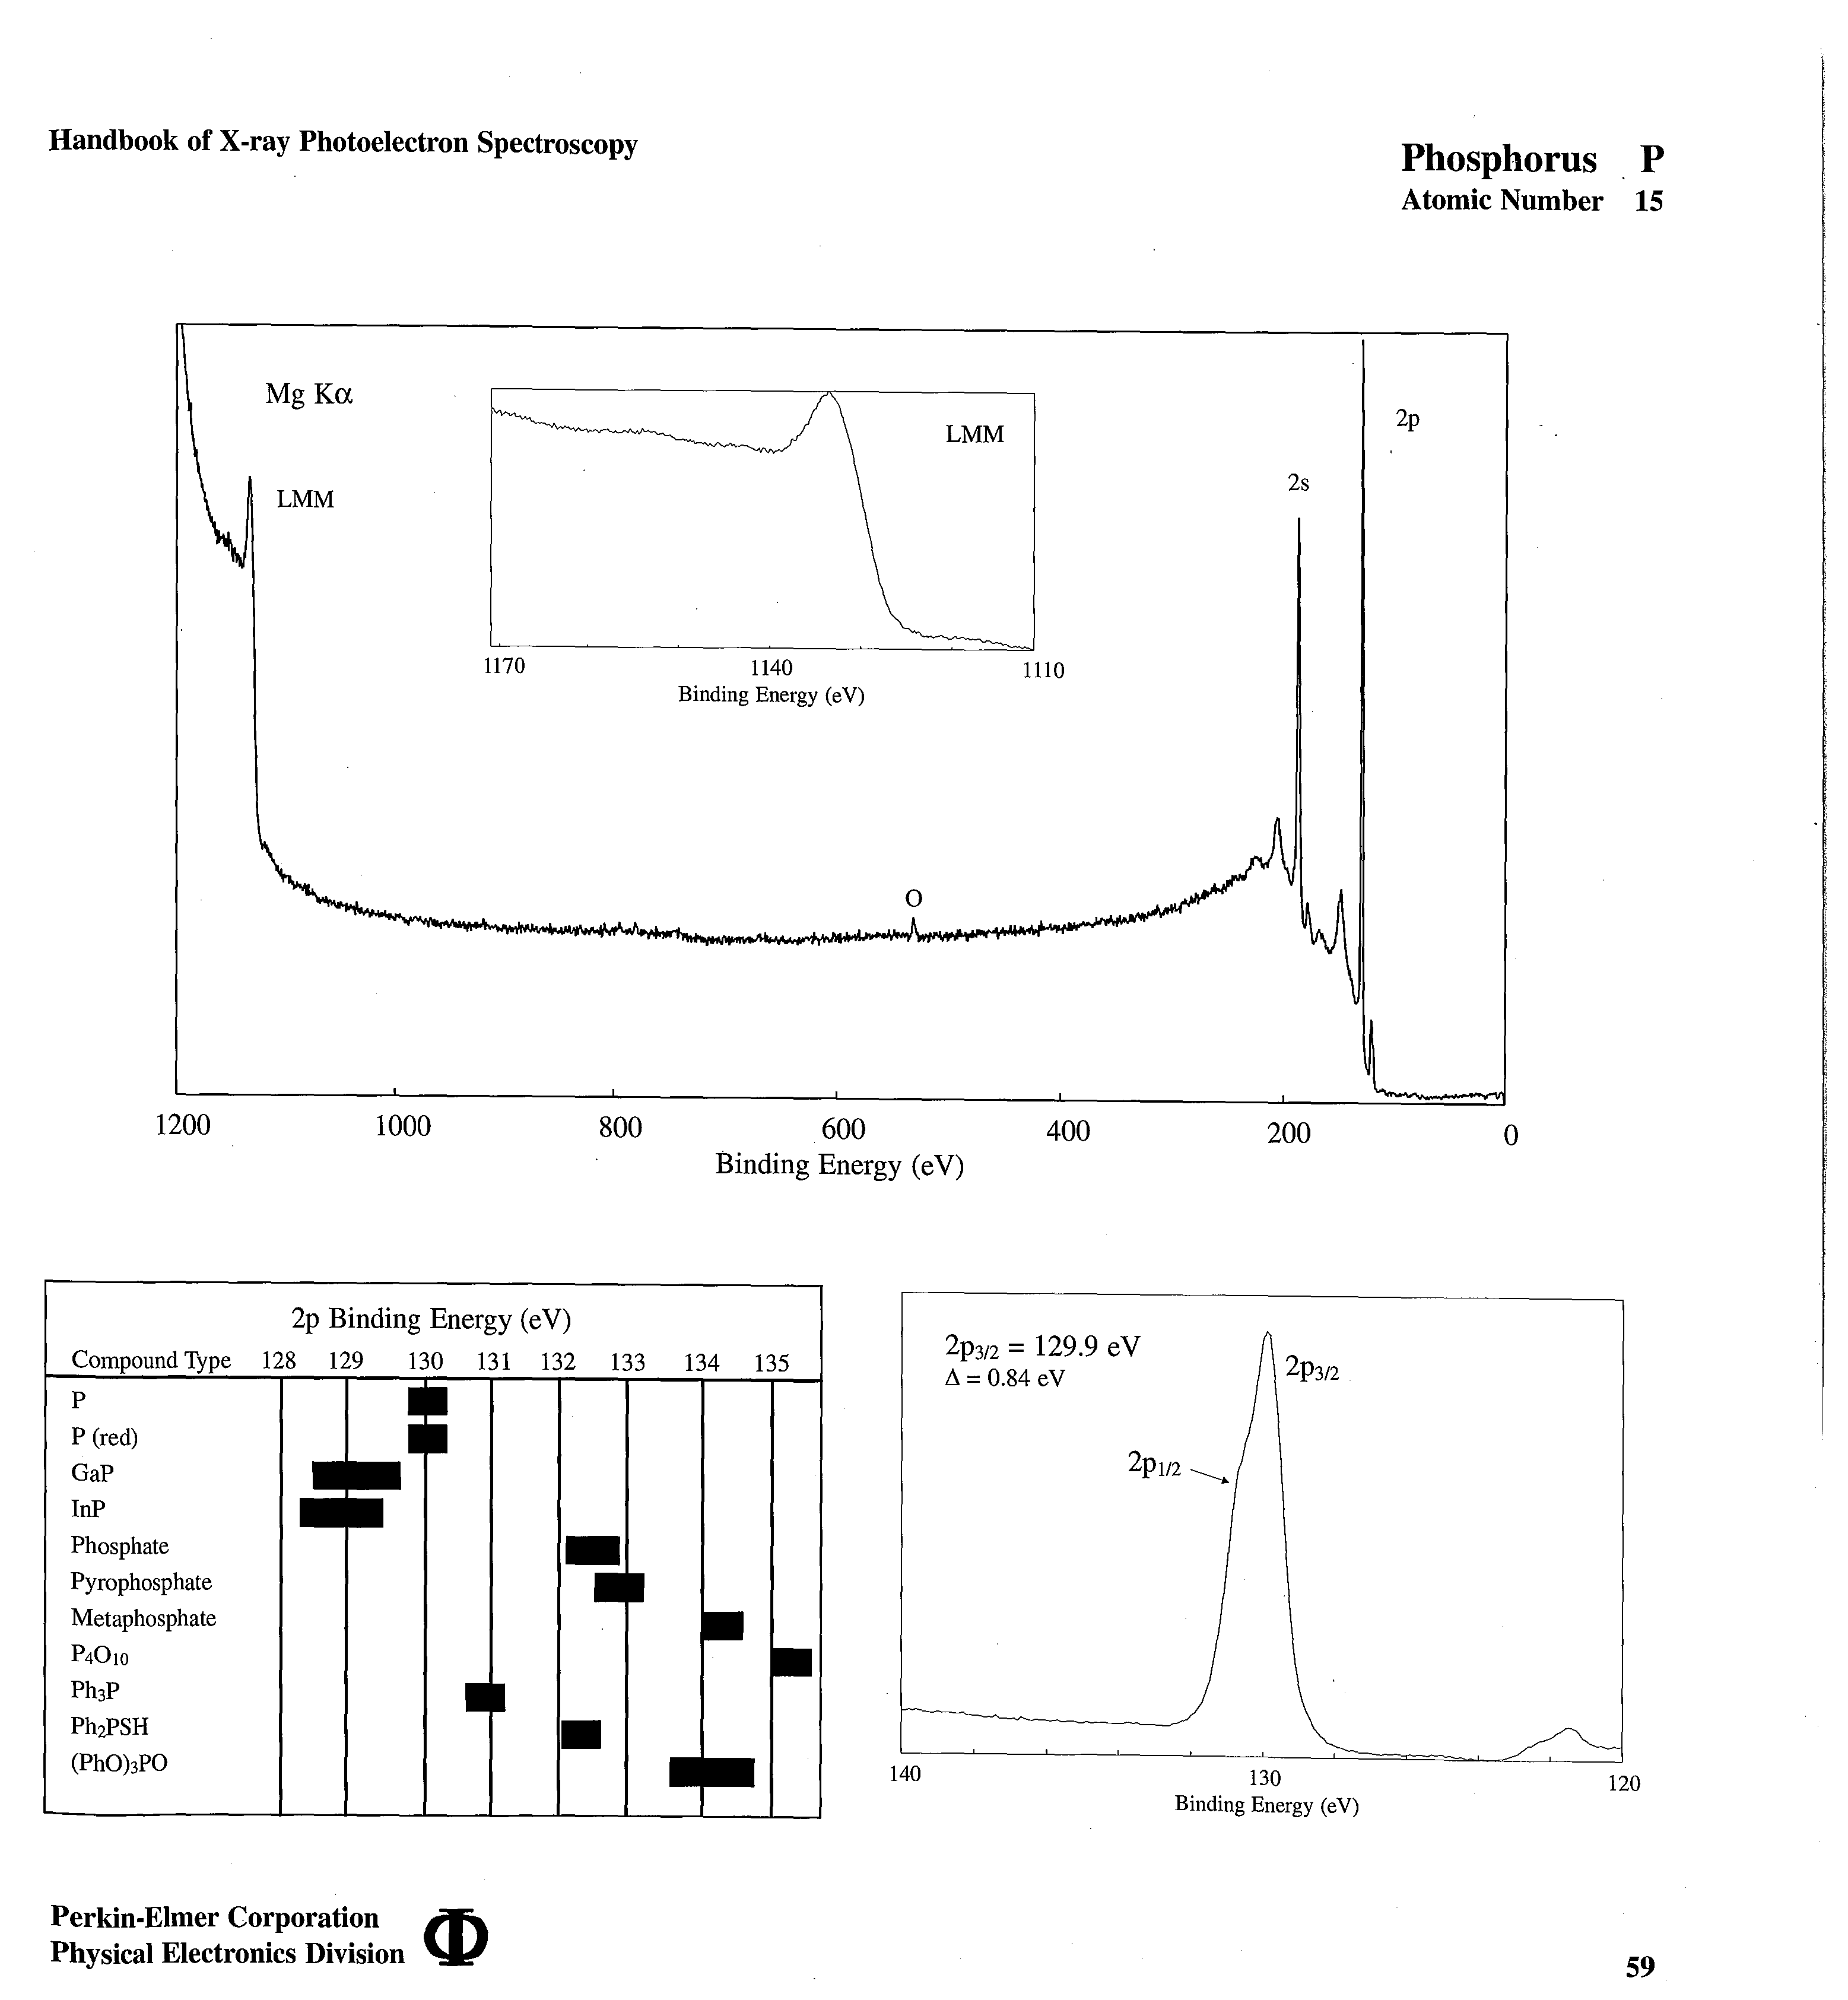 Handbook of X-ray Photoelectron Spectroscopy
Phosphorus P
Atomic Number 15
Mg Kα
LMM
LMM
1170 1140 1110
Binding Energy (eV)
2p
2s
O
1200 1000 800 600 400 200 0
Binding Energy (eV)
2p Binding Energy (eV)
Compound Type 128 129 130 131 132 133 134 135
P
P (red)
GaP
InP
Phosphate
Pyrophosphate
Metaphosphate
P4O10
Ph3P
Ph2PSH
(PhO)3PO
2p3/2 = 129.9 eV
Δ = 0.84 eV
2p3/2
2p1/2
140 130 120
Binding Energy (eV)
Perkin-Elmer Corporation
Physical Electronics Division
59